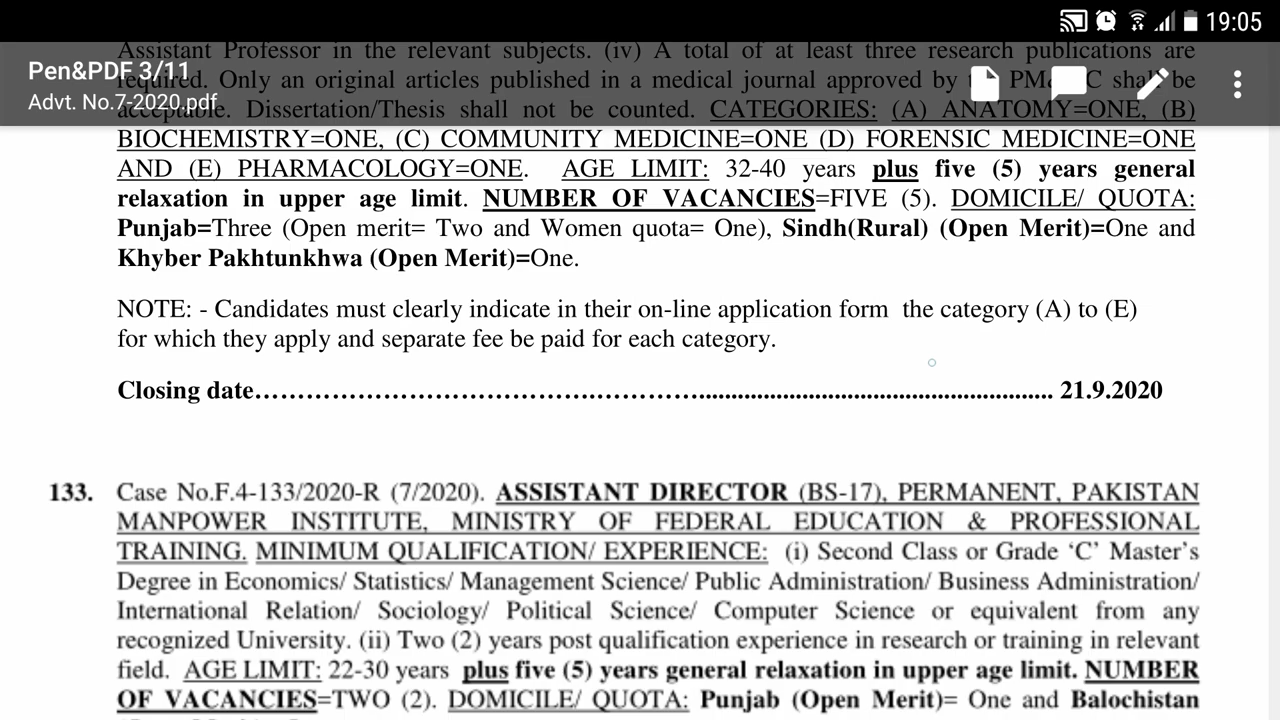 19:05
Assistant Professor in the relevant subjects. (iv) A total of at least three research publications are
Pen&PDF 3/11
required. Only an original articles published in a medical journal approved by PM& C shall be
Advt. No.7-2020.pdf
acceptable. Dissertation/Thesis shall not be counted. CATEGORIES: (A) ANATOMY=ONE, (B)
BIOCHEMISTRY=ONE, (C) COMMUNITY MEDICINE=ONE (D) FORENSIC MEDICINE=ONE
AND (E) PHARMACOLOGY=ONE. AGE LIMIT: 32-40 years plus five (5) years general
relaxation in upper age limit. NUMBER OF VACANCIES=FIVE (5). DOMICILE/ QUOTA:
Punjab=Three (Open merit= Two and Women quota= One), Sindh(Rural) (Open Merit)=One and
Khyber Pakhtunkhwa (Open Merit)=One.
NOTE: - Candidates must clearly indicate in their on-line application form the category (A) to (E)
for which they apply and separate fee be paid for each category.
Closing date........................................................................................................ 21.9.2020
133. Case No.F.4-133/2020-R (7/2020). ASSISTANT DIRECTOR (BS-17), PERMANENT, PAKISTAN
MANPOWER INSTITUTE, MINISTRY OF FEDERAL EDUCATION & PROFESSIONAL
TRAINING. MINIMUM QUALIFICATION/ EXPERIENCE: (i) Second Class or Grade ‘C’ Master’s
Degree in Economics/ Statistics/ Management Science/ Public Administration/ Business Administration/
International Relation/ Sociology/ Political Science/ Computer Science or equivalent from any
recognized University. (ii) Two (2) years post qualification experience in research or training in relevant
field. AGE LIMIT: 22-30 years plus five (5) years general relaxation in upper age limit. NUMBER
OF VACANCIES=TWO (2). DOMICILE/ QUOTA: Punjab (Open Merit)= One and Balochistan